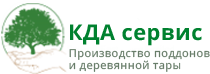 КДА сервис
Производство поддонов
и деревянной тары